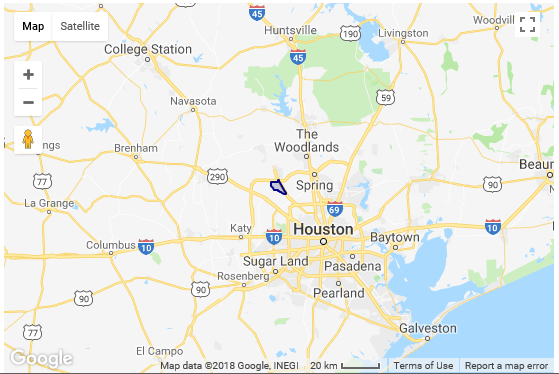 Map Satellite
45
Huntsville
190
Livingston
Woodville
College Station
45
59
Navasota
The
Woodlands
Brenham
ngs
77
290
Spring
90
Beaum
La Grange
69
Katy
10
Houston
Baytown
10
Columbus
10
Sugar Land
Pasadena
Rosenberg
90
90
Pearland
77
Galveston
El Campo
Google
Map data ©2018 Google, INEGI 20 km Terms of Use Report a map error